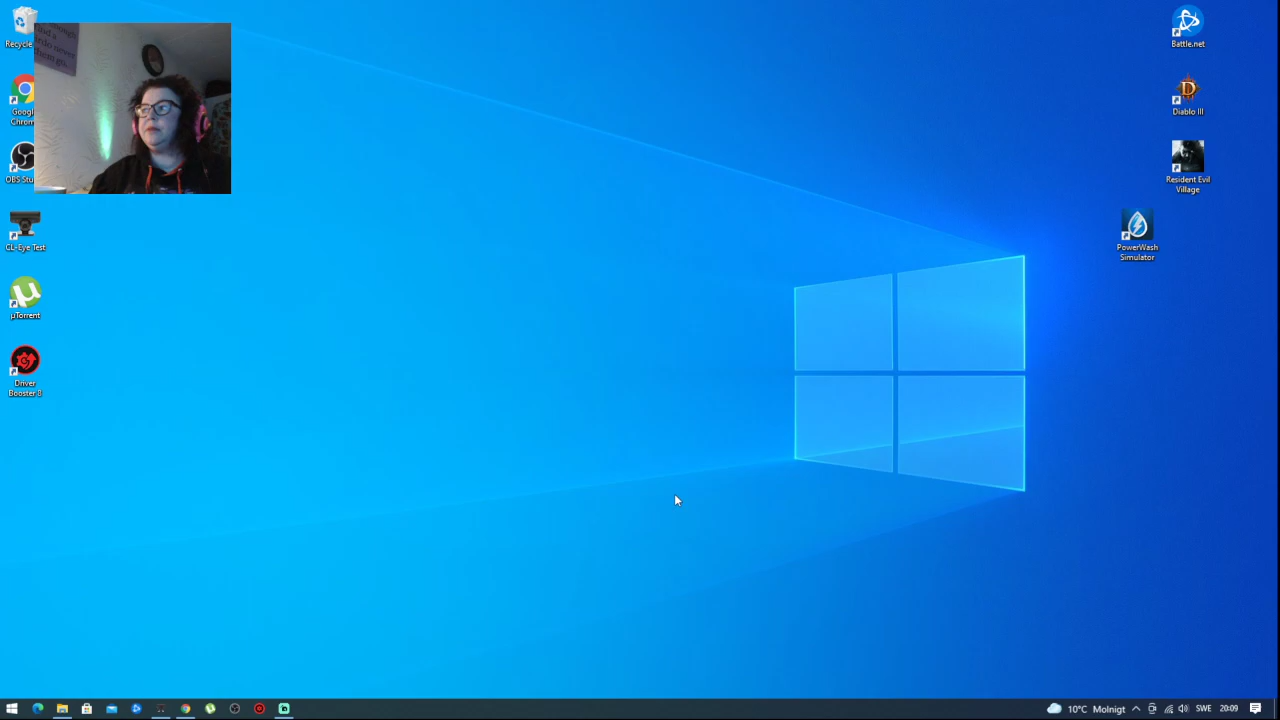 Recycle
Googl
Chrom
OBS Stu
CL-Eye Test
µTorrent
Driver
Booster 8
Battle.net
Diablo III
Resident Evil
Village
PowerWash
Simulator
10°C Molnigt
SWE
20:09